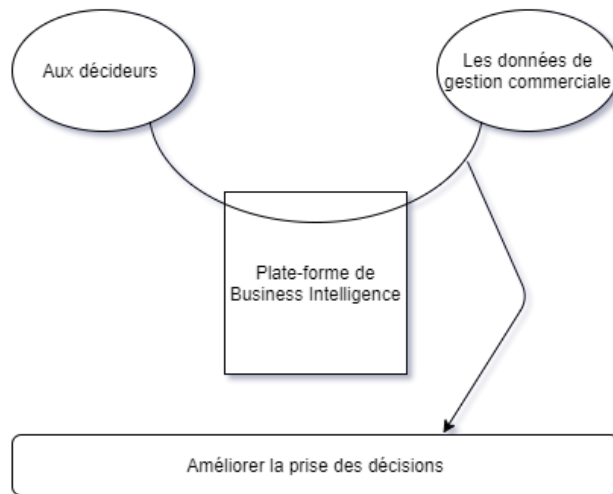 Aux décideurs
Les données de
gestion commerciale
Plate-forme de
Business Intelligence
Améliorer la prise des décisions